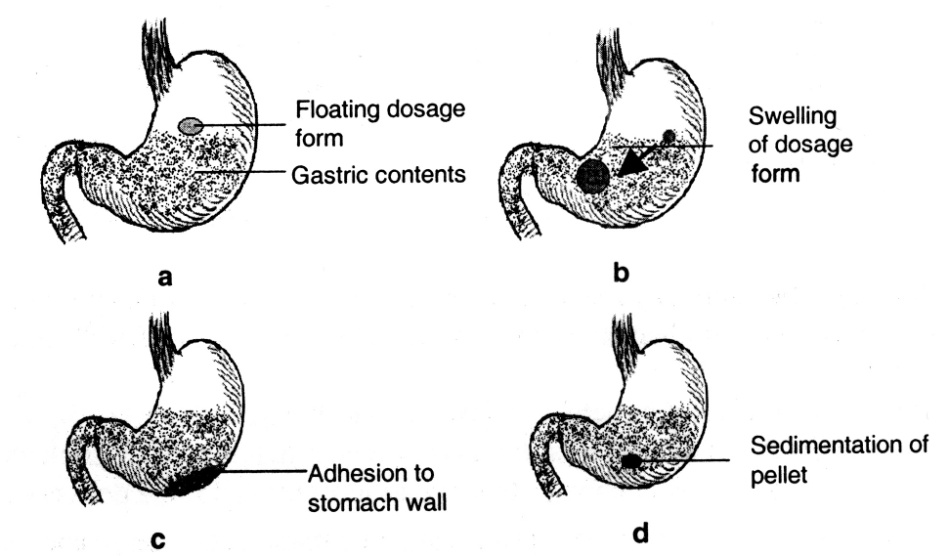 Floating dosage
form
Gastric contents
a
Swelling
of dosage
form
b
Adhesion to
stomach wall
c
Sedimentation of
pellet
d